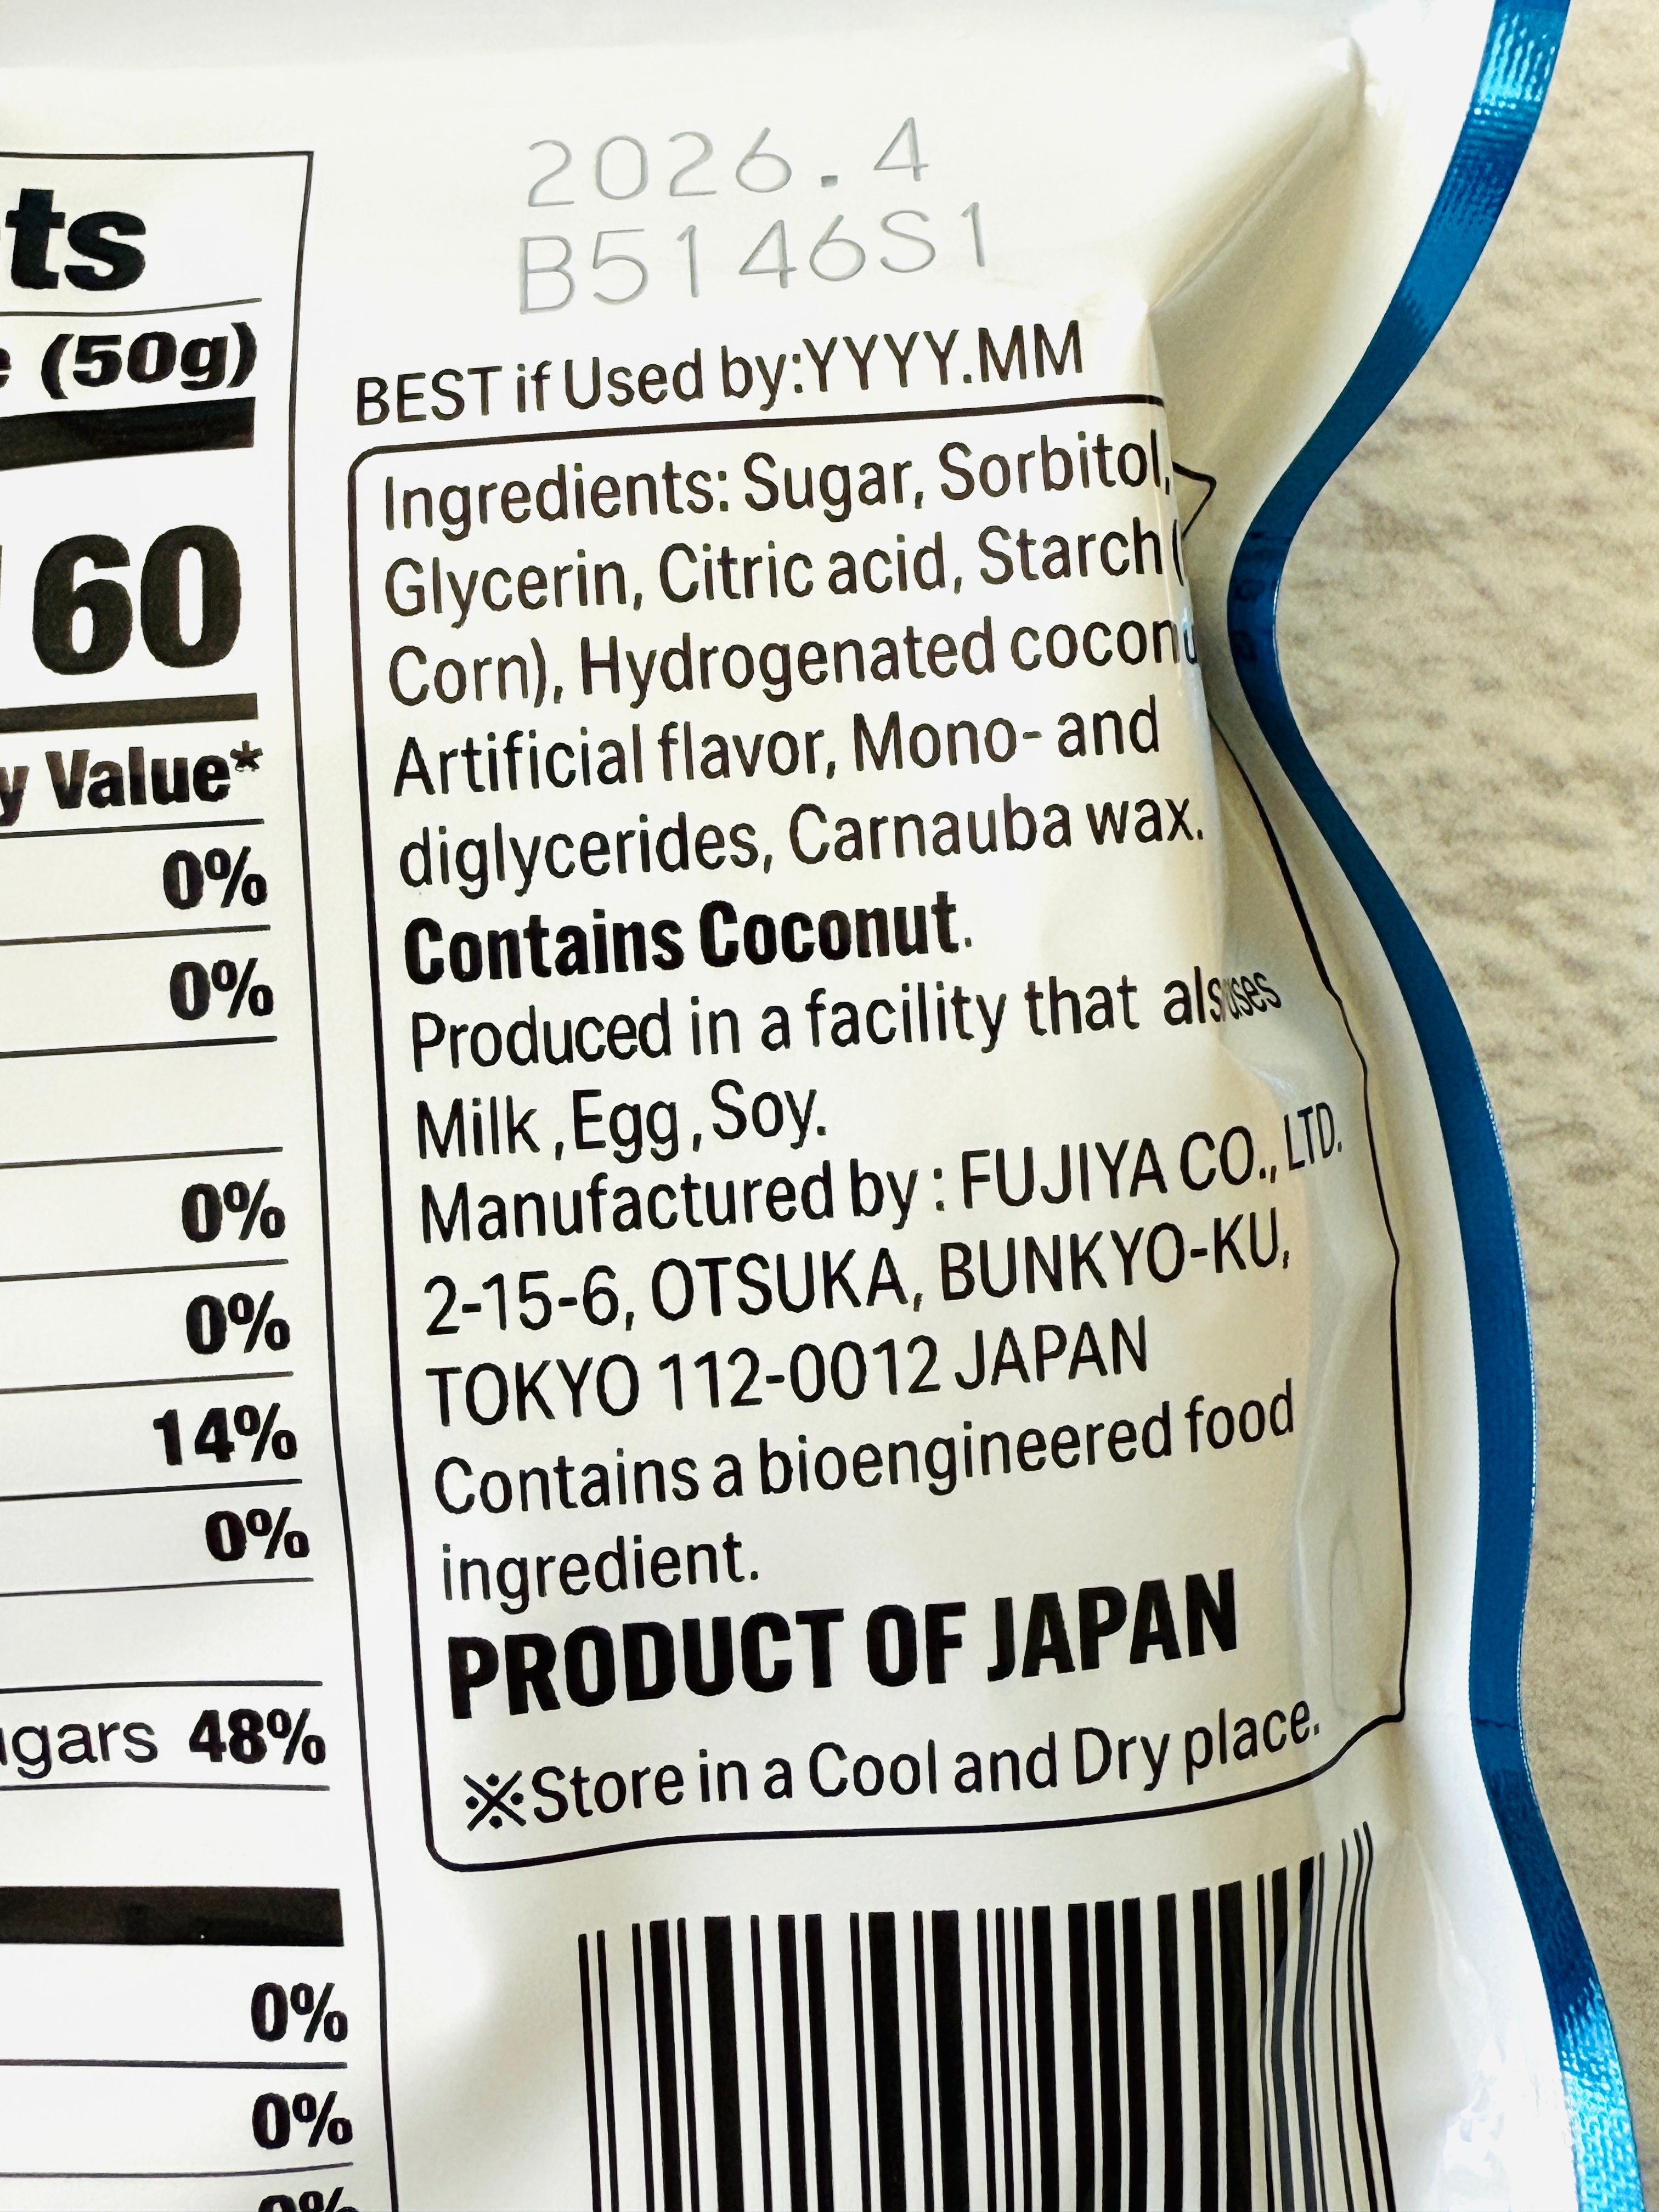 ts
(50g)
60
Value*
0%
0%
0%
0%
14%
0%
48%
0%
0%
2026.4
B5146S1
BEST if Used by:YYYY.MM
Ingredients: Sugar, Sorbitol,
Glycerin, Citric acid, Starch (
Corn), Hydrogenated
Artificial flavor, Mono- and
diglycerides, Carnauba wax.
Contains Coconut.
Produced in a facility that
Milk ,Egg ,Soy.
Manufactured by : FUJIYA CO., LTD.
2-15-6, OTSUKA, BUNKYO-KU,
TOKYO 112-0012 JAPAN
Contains a bioengineered food
ingredient.
PRODUCT OF JAPAN
※Store in a Cool and Dry place.